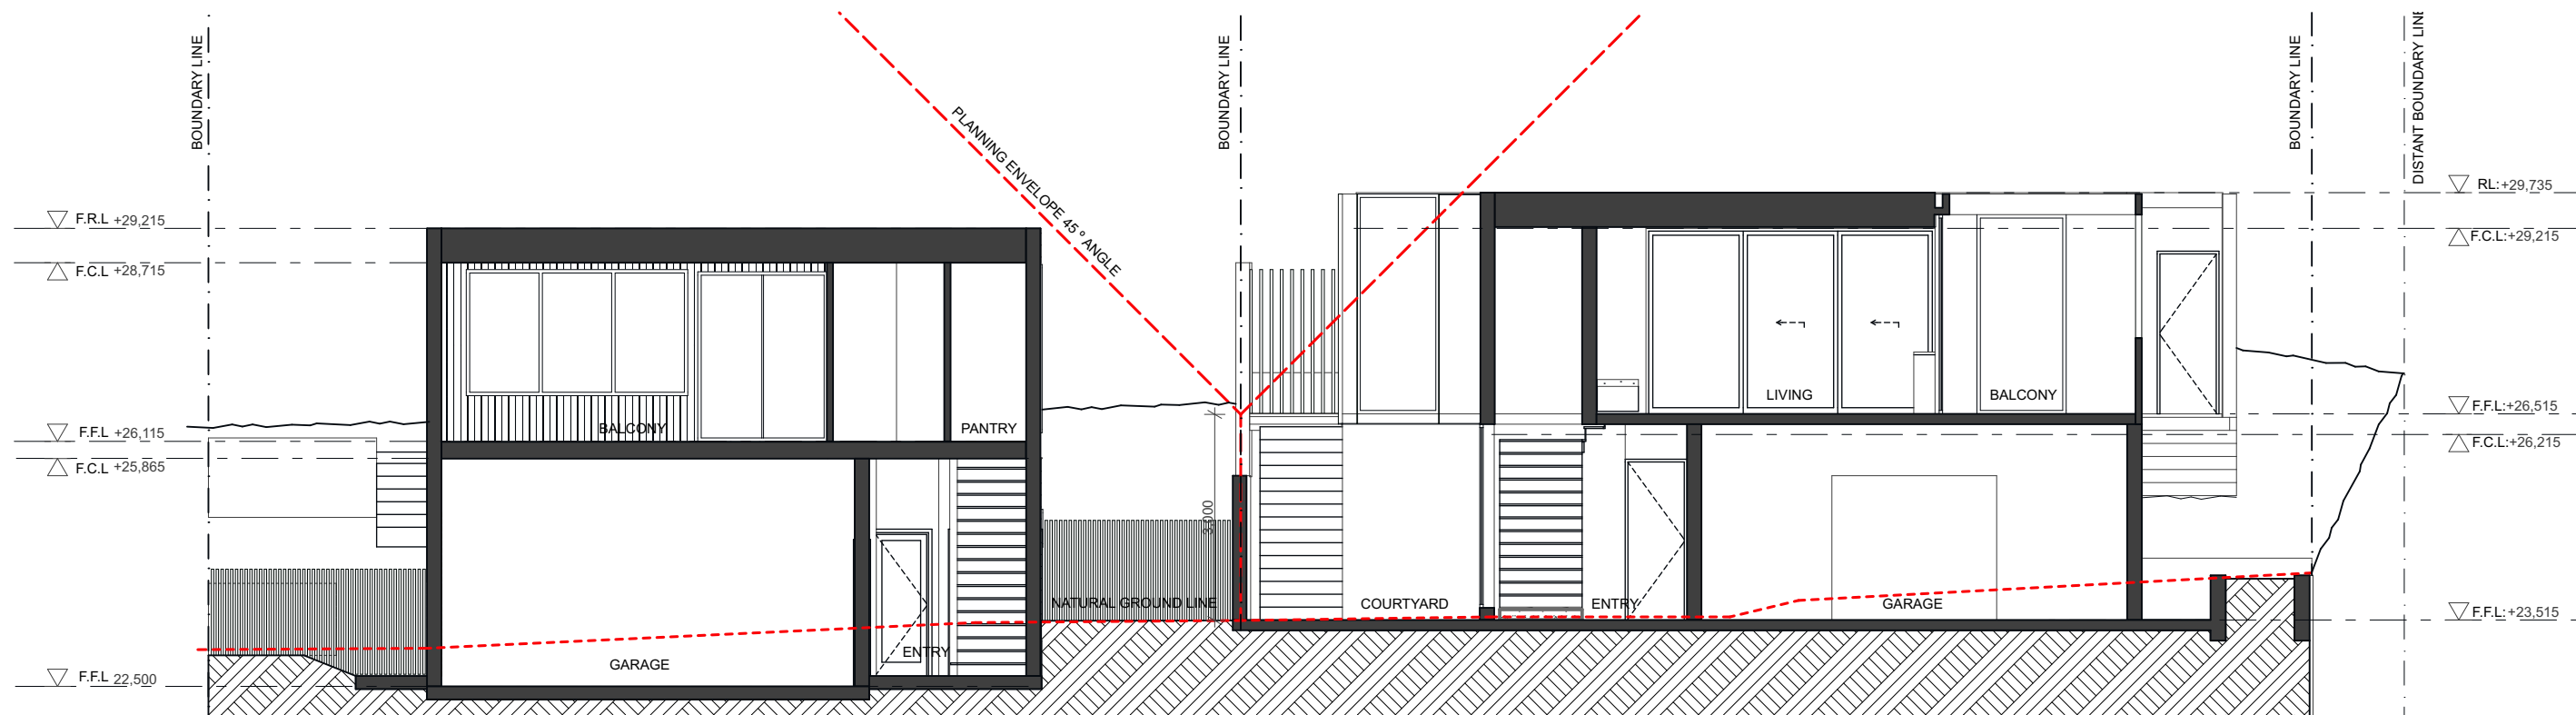 BOUNDARY LINE
PLANNING ENVELOPE 45 ° ANGLE
BOUNDARY LINE
BOUNDARY LINE
DISTANT BOUNDARY LINE
F.R.L +29,215
F.C.L +28,715
F.F.L +26,115
F.C.L +25,865
F.F.L 22,500
BALCONY
PANTRY
GARAGE
ENTRY
NATURAL GROUND LINE
3,000
COURTYARD
ENTRY
LIVING
BALCONY
GARAGE
RL:+29,735
F.C.L:+29,215
F.F.L:+26,515
F.C.L:+26,215
F.F.L:+23,515